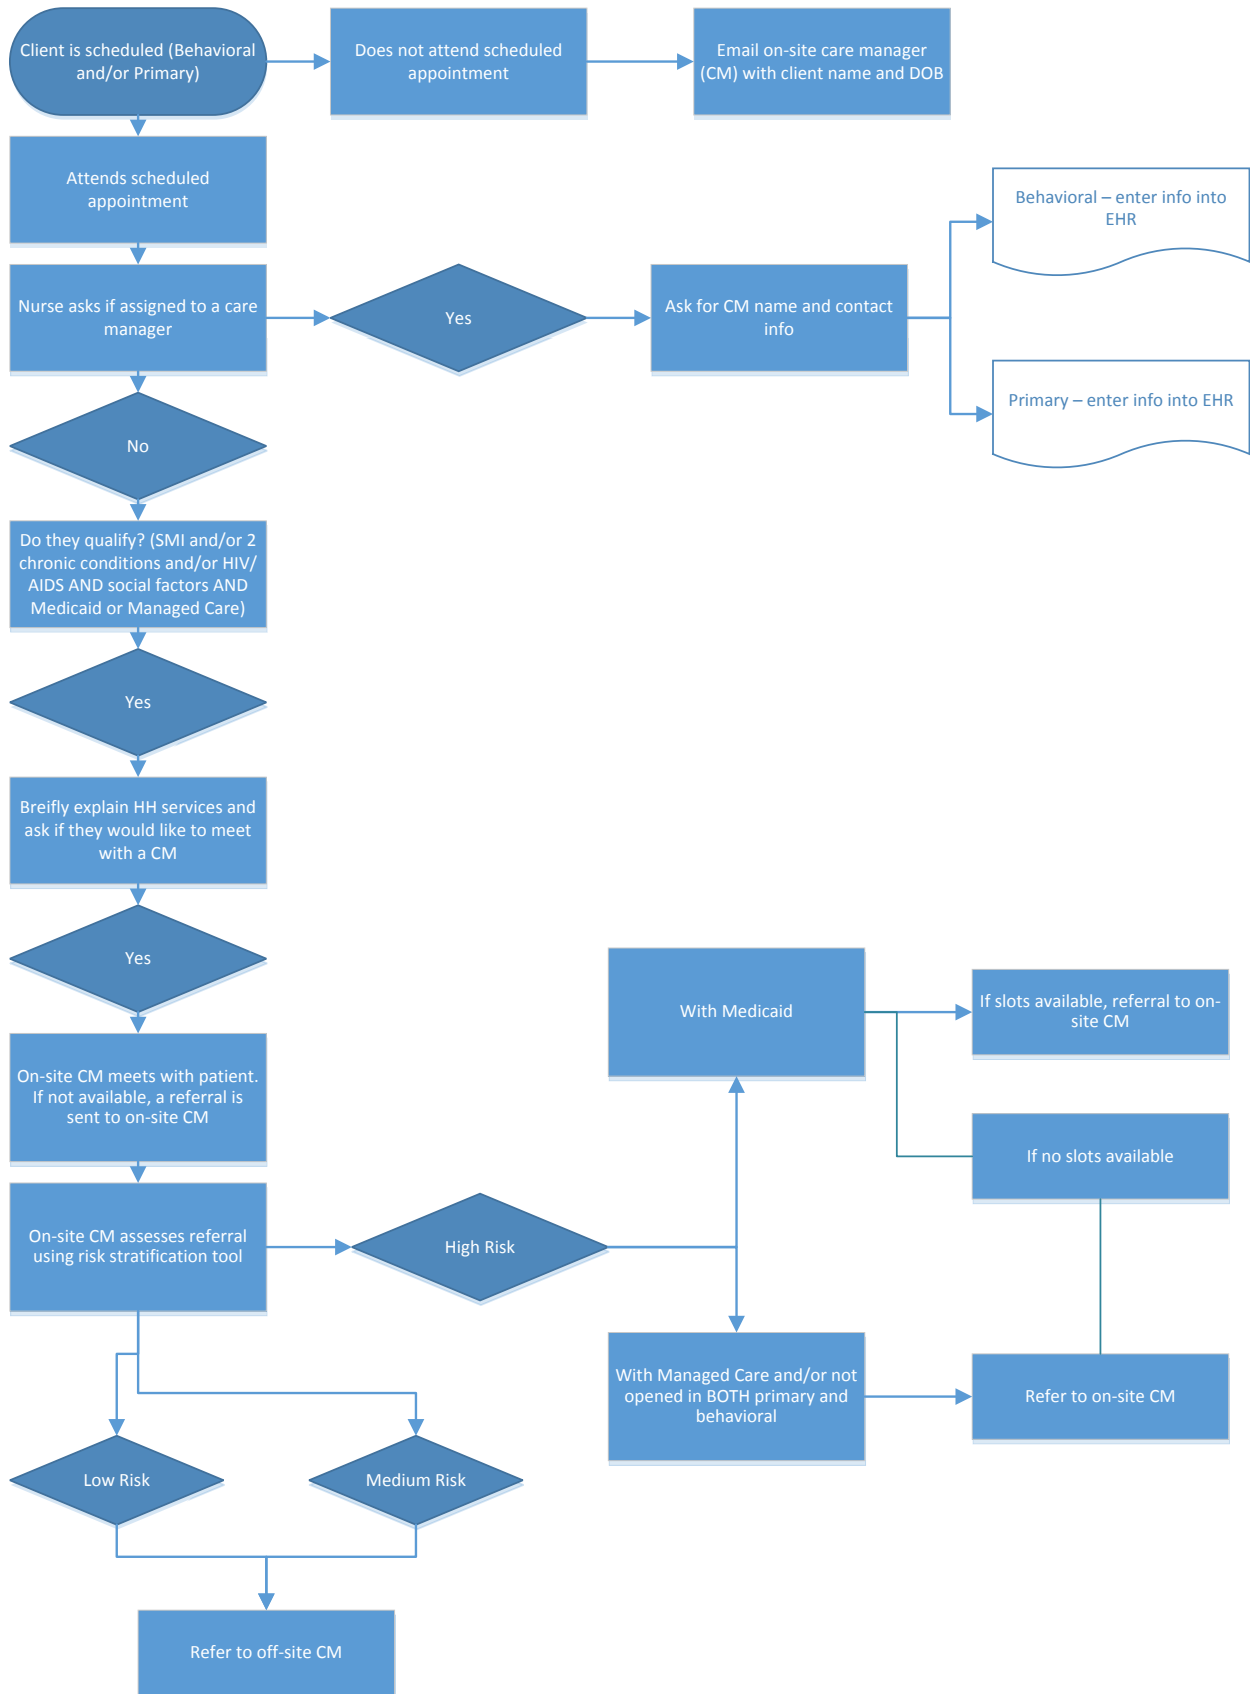 Client is scheduled (Behavioral
and/or Primary)
Does not attend scheduled
appointment
Email on-site care manager
(CM) with client name and DOB
Attends scheduled
appointment
Behavioral – enter info into
EHR
Nurse asks if assigned to a care
manager
Yes
Ask for CM name and contact
info
Primary – enter info into EHR
No
Do they qualify? (SMI and/or 2
chronic conditions and/or HIV/
AIDS AND social factors AND
Medicaid or Managed Care)
Yes
Breifly explain HH services and
ask if they would like to meet
with a CM
Yes
With Medicaid
If slots available, referral to on-
site CM
On-site CM meets with patient.
If not available, a referral is
sent to on-site CM
If no slots available
On-site CM assesses referral
using risk stratification tool
High Risk
With Managed Care and/or not
opened in BOTH primary and
behavioral
Refer to on-site CM
Low Risk
Medium Risk
Refer to off-site CM